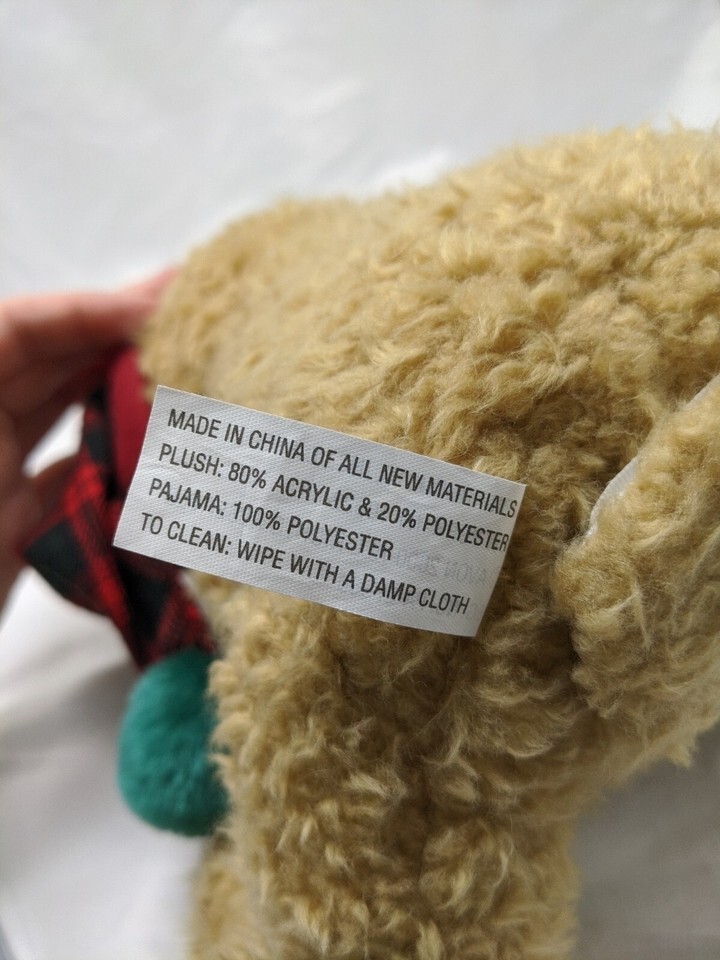 MADE IN CHINA OF ALL NEW MATERIALS
PLUSH: 80% ACRYLIC & 20% POLYESTER
PAJAMA: 100% POLYESTER
TO CLEAN: WIPE WITH A DAMP CLOTH